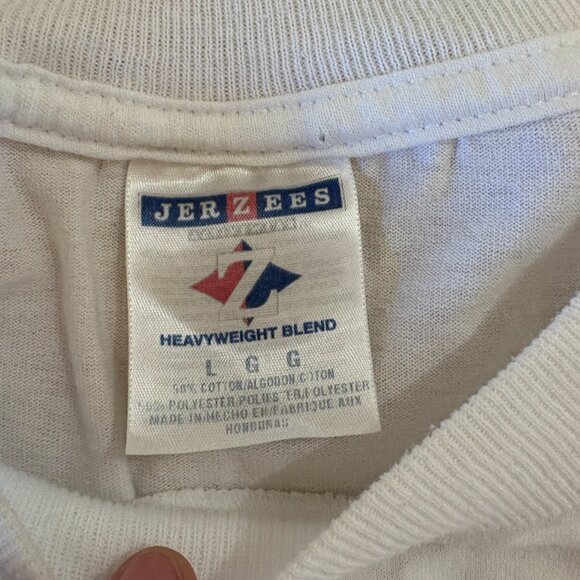 JERZEES
Z
HEAVYWEIGHT BLEND
L G G
50% COTTON/ALGODON/COTON
50% POLYESTER/POLIESTER/POLYESTER
MADE IN/HECHO EN/FABRIQUE AUX
HONDURAS